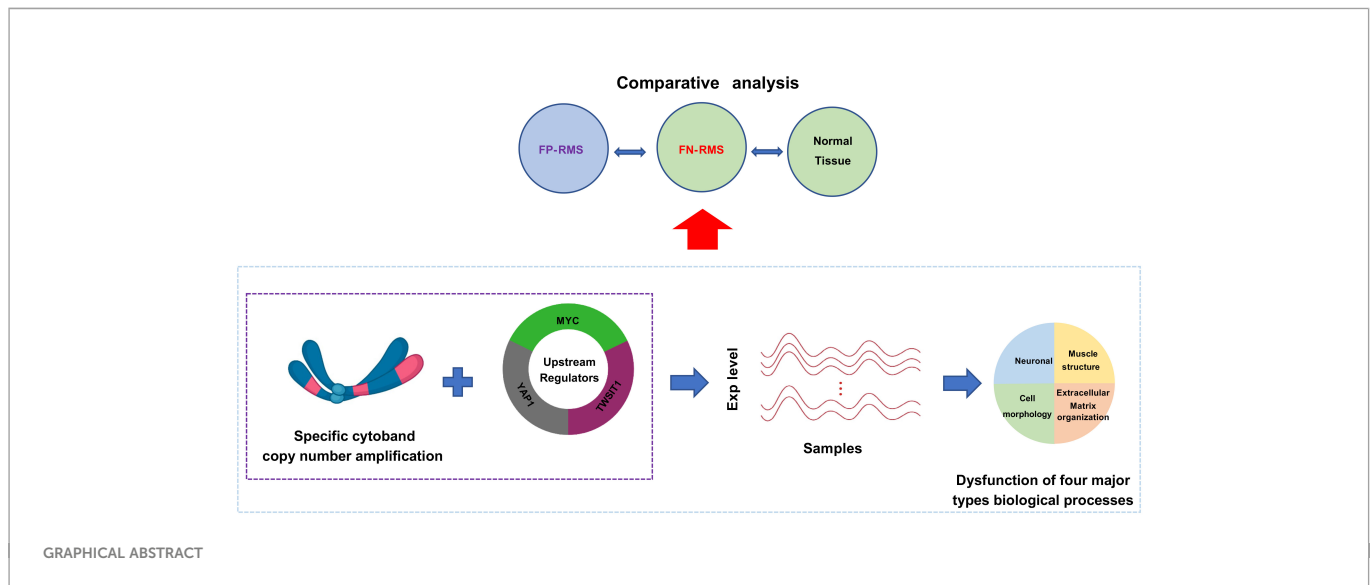 Comparative analysis
FP-RMS
FN-RMS
Normal
Tissue
MYC
YAP1
TWSIT1
Upstream
Regulators
Specific cytoband
copy number amplification
Exp level
Samples
Neuronal
Muscle
structure
Cell
morphology
Extracellular
Matrix
organization
Dysfunction of four major
types biological processes
GRAPHICAL ABSTRACT